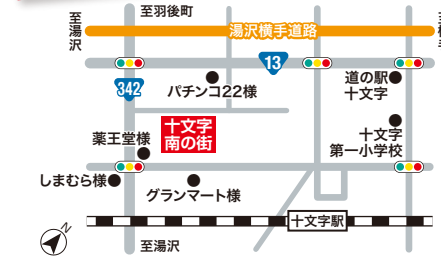 至羽後町
至湯沢
湯沢横手道路
13
342
パチンコ22様
道の駅
十文字
薬王堂様
十文字
南の街
十文字
第一小学校
しまむら様
グランマート様
十文字駅
至湯沢
N